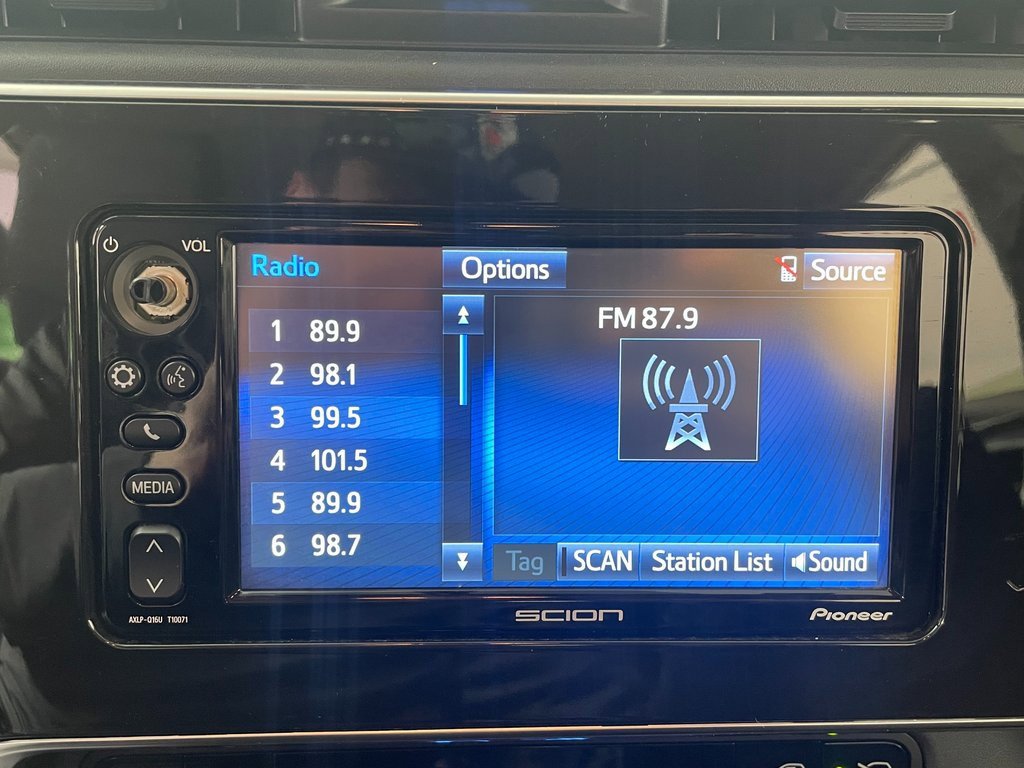 VOL
Radio
Options
Source
1 89.9
2 98.1
3 99.5
4 101.5
5 89.9
6 98.7
FM 87.9
MEDIA
Tag
SCAN
Station List
Sound
AXLP-Q16U T10071
SCION
Pioneer